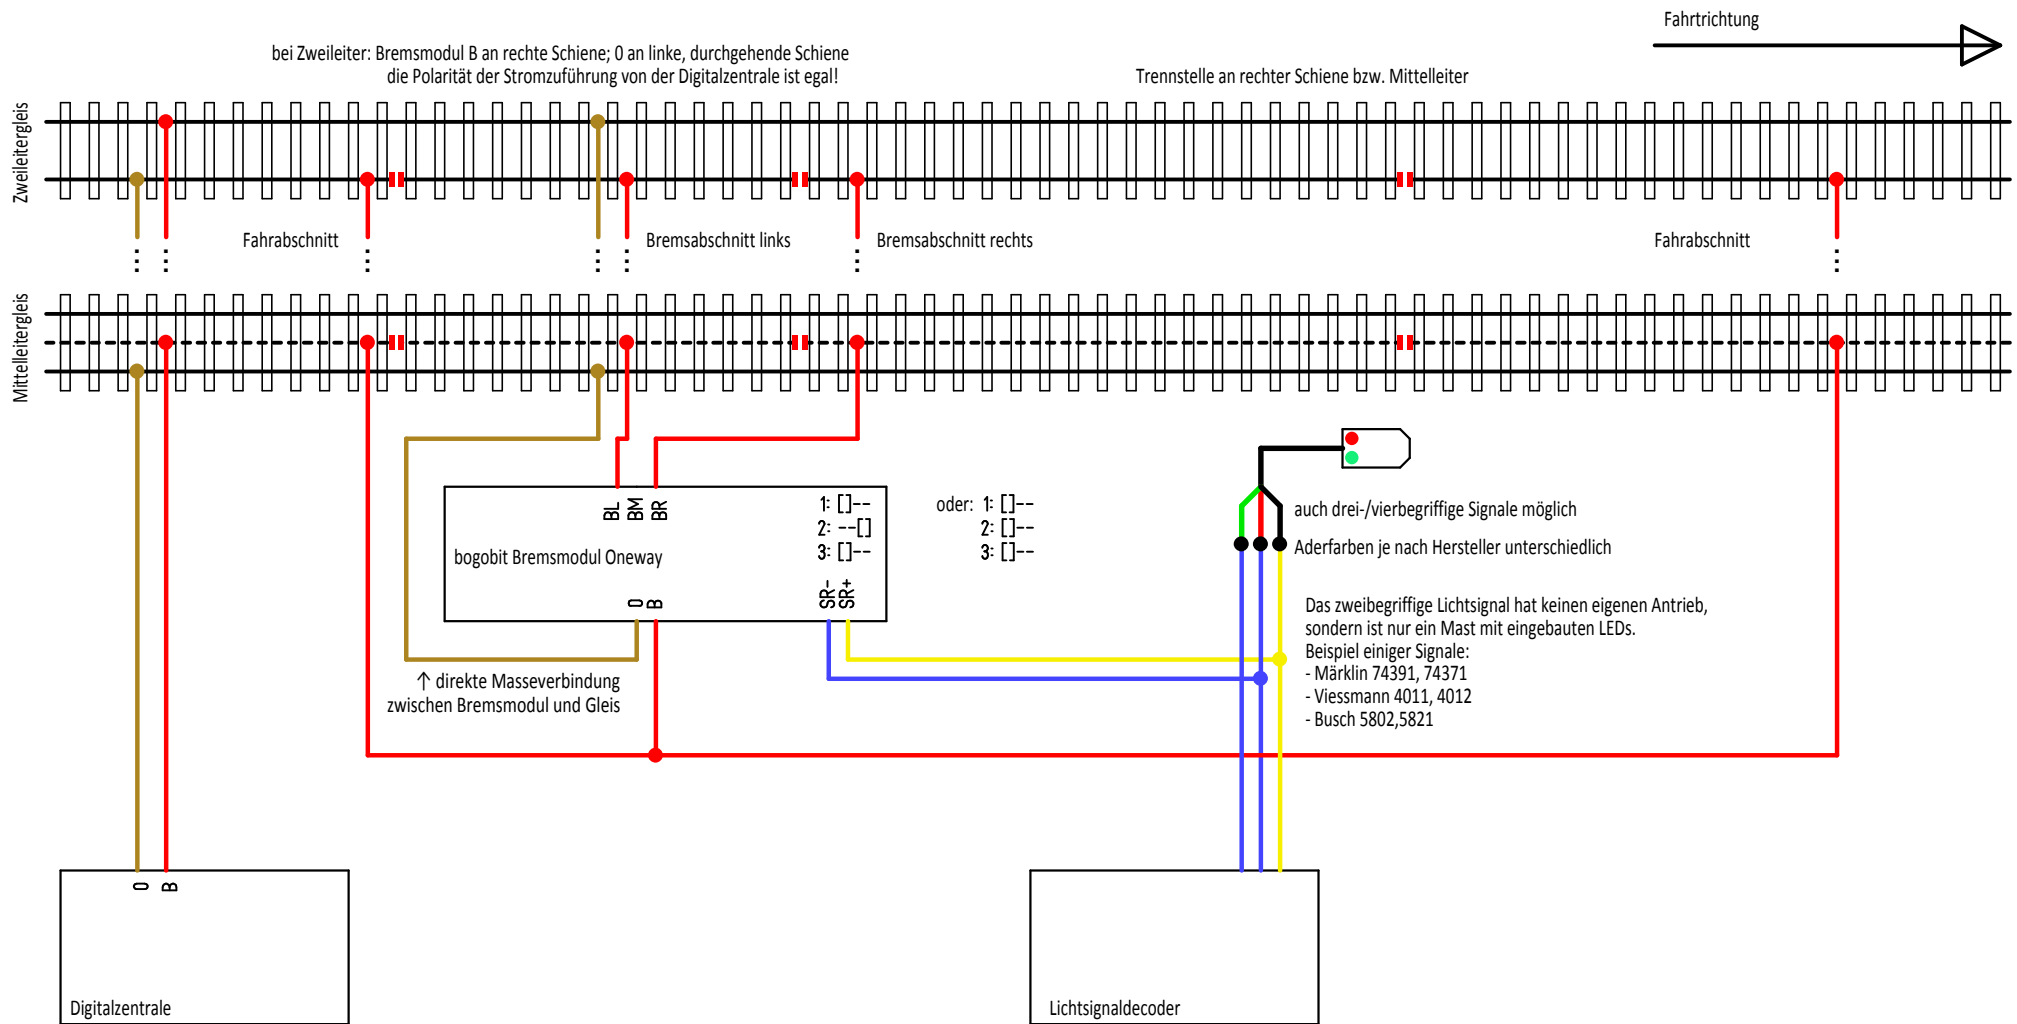 Fahrtrichtung
bei Zweileiter: Bremsmodul B an rechte Schiene; 0 an linke, durchgehende Schiene
die Polarität der Stromzuführung von der Digitalzentrale ist egal!
Trennstelle an rechter Schiene bzw. Mittelleiter
Zweileitergleis
Fahrabschnitt
Bremsabschnitt links
Bremsabschnitt rechts
Fahrabschnitt
Mittelleitergleis
BL
BM
BR
1: []--
2: --[]
3: []--
oder: 1: []--
2: []--
3: []--
bogobit Bremsmodul Oneway
0
B
SR-
SR+
auch drei-/vierbegriffige Signale möglich
Aderfarben je nach Hersteller unterschiedlich
Das zweibegriffige Lichtsignal hat keinen eigenen Antrieb,
sondern ist nur ein Mast mit eingebauten LEDs.
Beispiel einiger Signale:
- Märklin 74391, 74371
- Viessmann 4011, 4012
- Busch 5802,5821
↑ direkte Masseverbindung
zwischen Bremsmodul und Gleis
0
B
Digitalzentrale
Lichtsignaldecoder